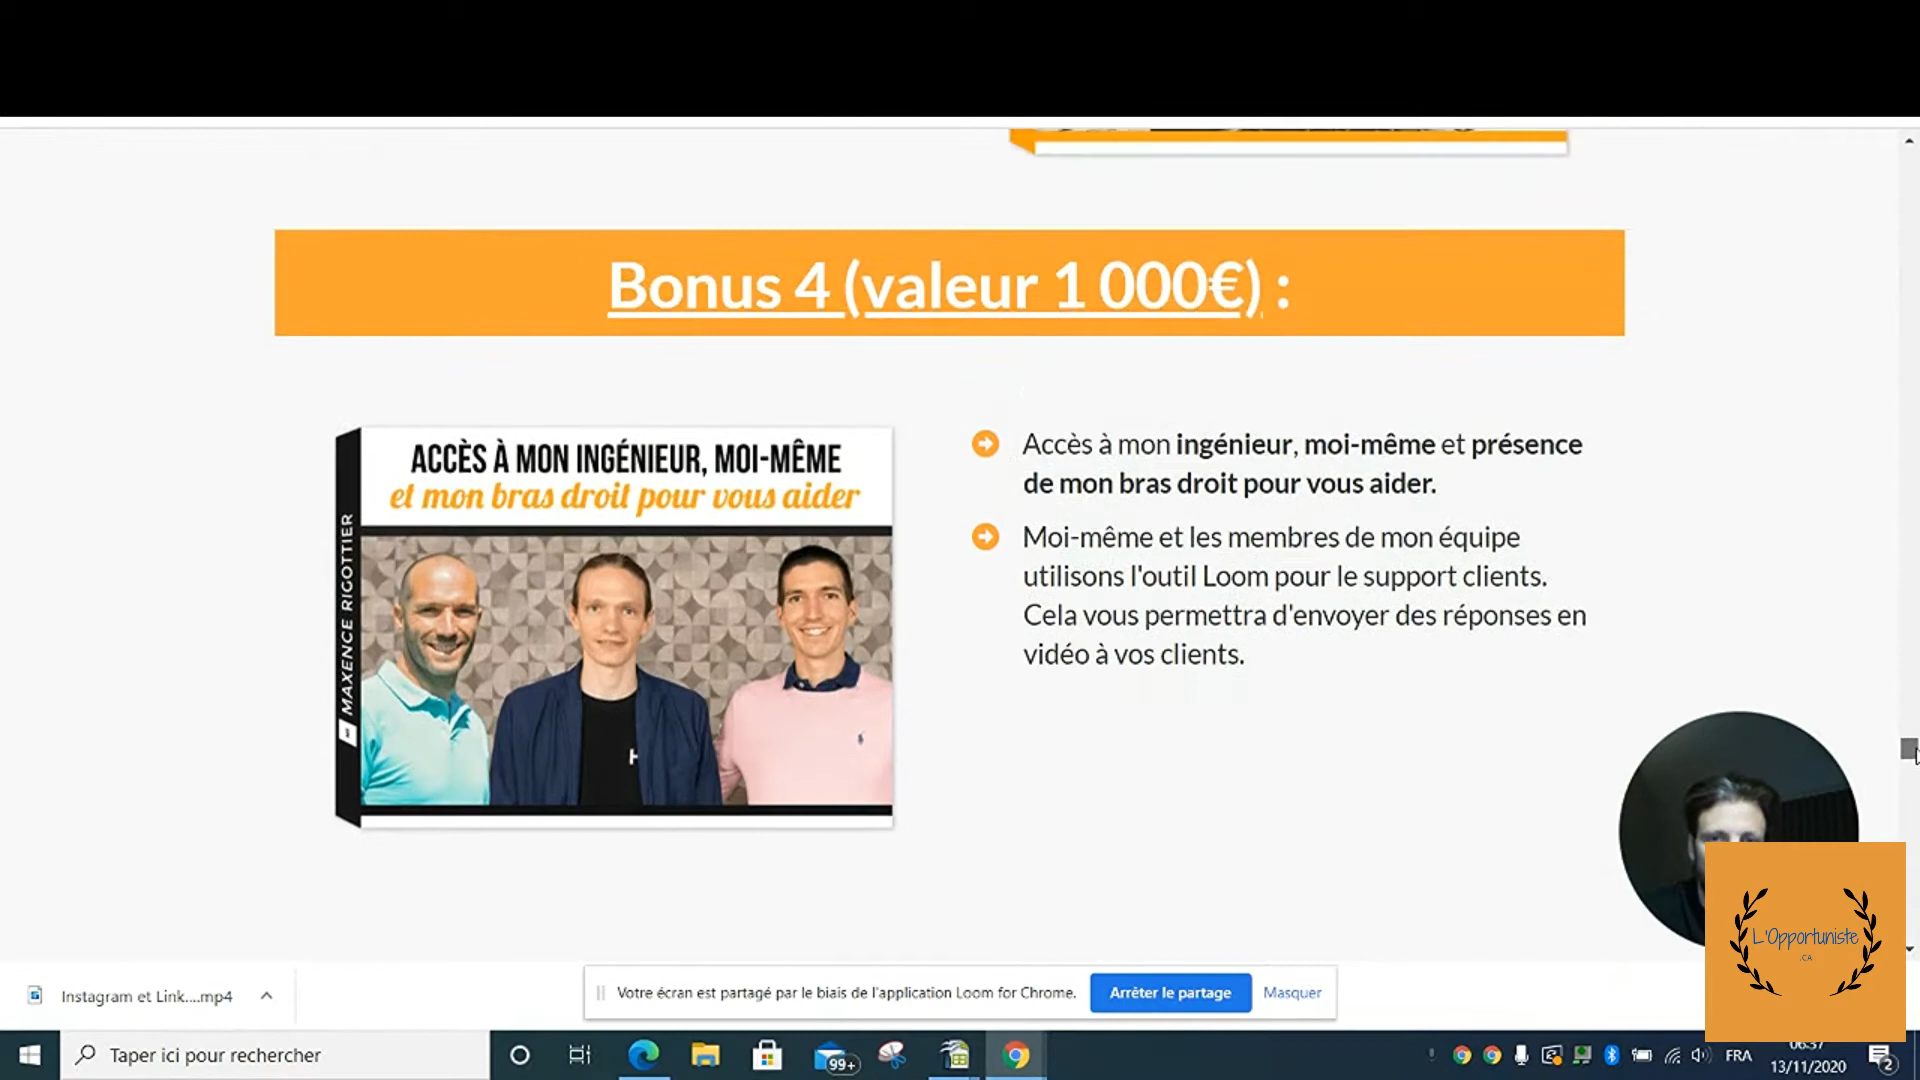 Bonus 4 (valeur 1 000€) :
ACCÈS À MON INGÉNIEUR, MOI-MÊME
et mon bras droit pour vous aider
MAXENCE RIGOTTIER
H
Accès à mon ingénieur, moi-même et présence
de mon bras droit pour vous aider.
Moi-même et les membres de mon équipe
utilisons l'outil Loom pour le support clients.
Cela vous permettra d'envoyer des réponses en
vidéo à vos clients.
L'Opportuniste
.CA
Instagram et Link....mp4
Votre écran est partagé par le biais de l'application Loom for Chrome.
Arrêter le partage
Masquer
Taper ici pour rechercher
99+
FRA
06:37
13/11/2020
2